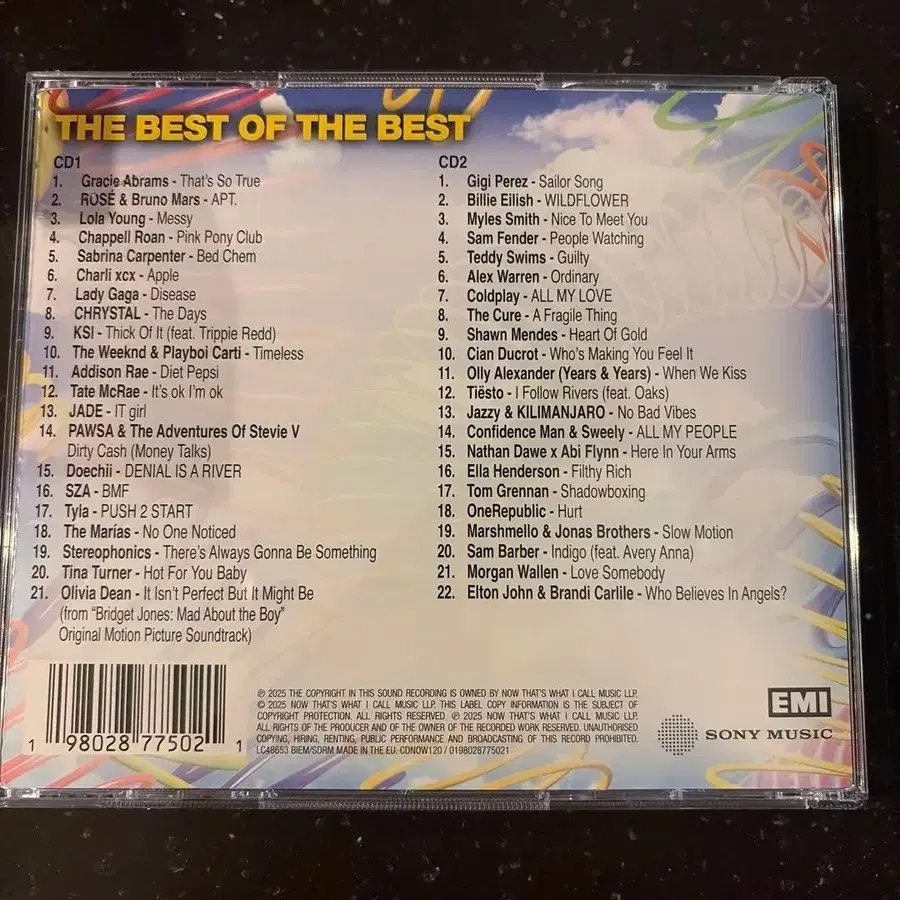 THE BEST OF THE BEST
CD1
1. Gracie Abrams - That's So True
2. ROSÉ & Bruno Mars - APT.
3. Lola Young - Messy
4. Chappell Roan - Pink Pony Club
5. Sabrina Carpenter - Bed Chem
6. Charli xcx - Apple
7. Lady Gaga - Disease
8. CHRYSTAL - The Days
9. KSI - Thick Of It (feat. Trippie Redd)
10. The Weeknd & Playboi Carti - Timeless
11. Addison Rae - Diet Pepsi
12. Tate McRae - It's ok I'm ok
13. JADE - IT girl
14. PAWSA & The Adventures Of Stevie V
Dirty Cash (Money Talks)
15. Doechii - DENIAL IS A RIVER
16. SZA - BMF
17. Tyla - PUSH 2 START
18. The Marías - No One Noticed
19. Stereophonics - There's Always Gonna Be Something
20. Tina Turner - Hot For You Baby
21. Olivia Dean - It Isn't Perfect But It Might Be
(from "Bridget Jones: Mad About the Boy"
Original Motion Picture Soundtrack)
CD2
1. Gigi Perez - Sailor Song
2. Billie Eilish - WILDFLOWER
3. Myles Smith - Nice To Meet You
4. Sam Fender - People Watching
5. Teddy Swims - Guilty
6. Alex Warren - Ordinary
7. Coldplay - ALL MY LOVE
8. The Cure - A Fragile Thing
9. Shawn Mendes - Heart Of Gold
10. Cian Ducrot - Who's Making You Feel It
11. Olly Alexander (Years & Years) - When We Kiss
12. Tiësto - I Follow Rivers (feat. Oaks)
13. Jazzy & KILIMANJARO - No Bad Vibes
14. Confidence Man & Sweely - ALL MY PEOPLE
15. Nathan Dawe x Abi Flynn - Here In Your Arms
16. Ella Henderson - Filthy Rich
17. Tom Grennan - Shadowboxing
18. OneRepublic - Hurt
19. Marshmello & Jonas Brothers - Slow Motion
20. Sam Barber - Indigo (feat. Avery Anna)
21. Morgan Wallen - Love Somebody
22. Elton John & Brandi Carlile - Who Believes In Angels?
1 98028 77502 1
℗ 2025 THE COPYRIGHT IN THIS SOUND RECORDING IS OWNED BY NOW THAT'S WHAT I CALL MUSIC LLP.
© 2025 NOW THAT'S WHAT I CALL MUSIC LLP. THIS LABEL COPY INFORMATION IS THE SUBJECT OF
COPYRIGHT PROTECTION. ALL RIGHTS RESERVED. ℗ 2025 NOW THAT'S WHAT I CALL MUSIC LLP.
ALL RIGHTS OF THE PRODUCER AND OF THE OWNER OF THE RECORDED WORK RESERVED. UNAUTHORISED
COPYING, HIRING, RENTING, PUBLIC PERFORMANCE AND BROADCASTING OF THIS RECORD PROHIBITED.
LC48653 BIEM/SDRM MADE IN THE EU. CDNOW120 / 0198028775021
EMI
SONY MUSIC